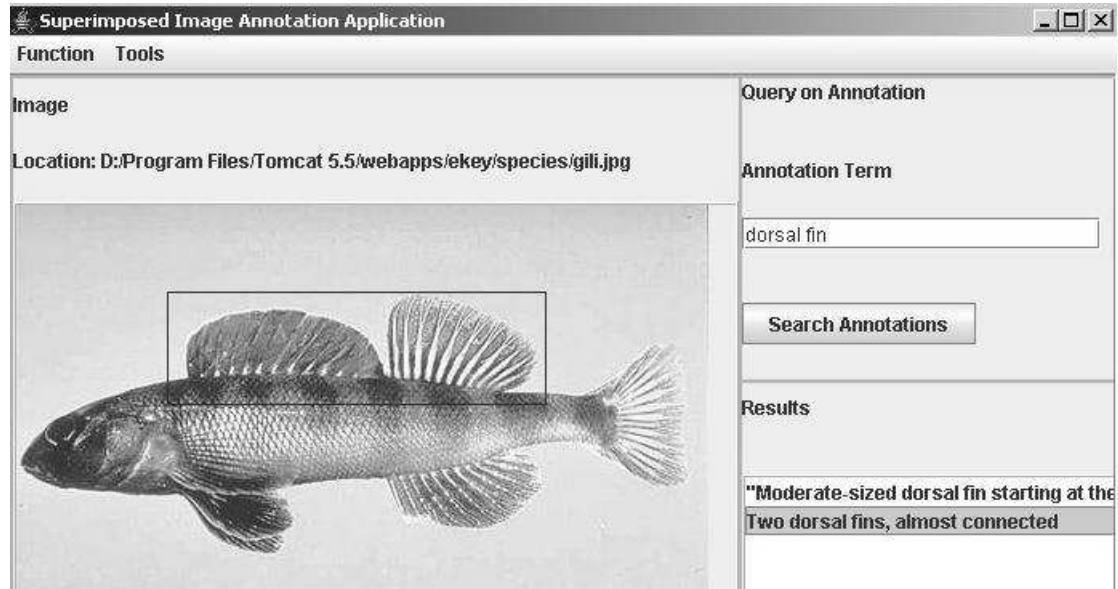 Superimposed Image Annotation Application
Function Tools
Image
Location: D:/Program Files/Tomcat 5.5/webapps/ekey/species/gili.jpg
Query on Annotation
Annotation Term
dorsal fin
Search Annotations
Results
"Moderate-sized dorsal fin starting at the
Two dorsal fins, almost connected